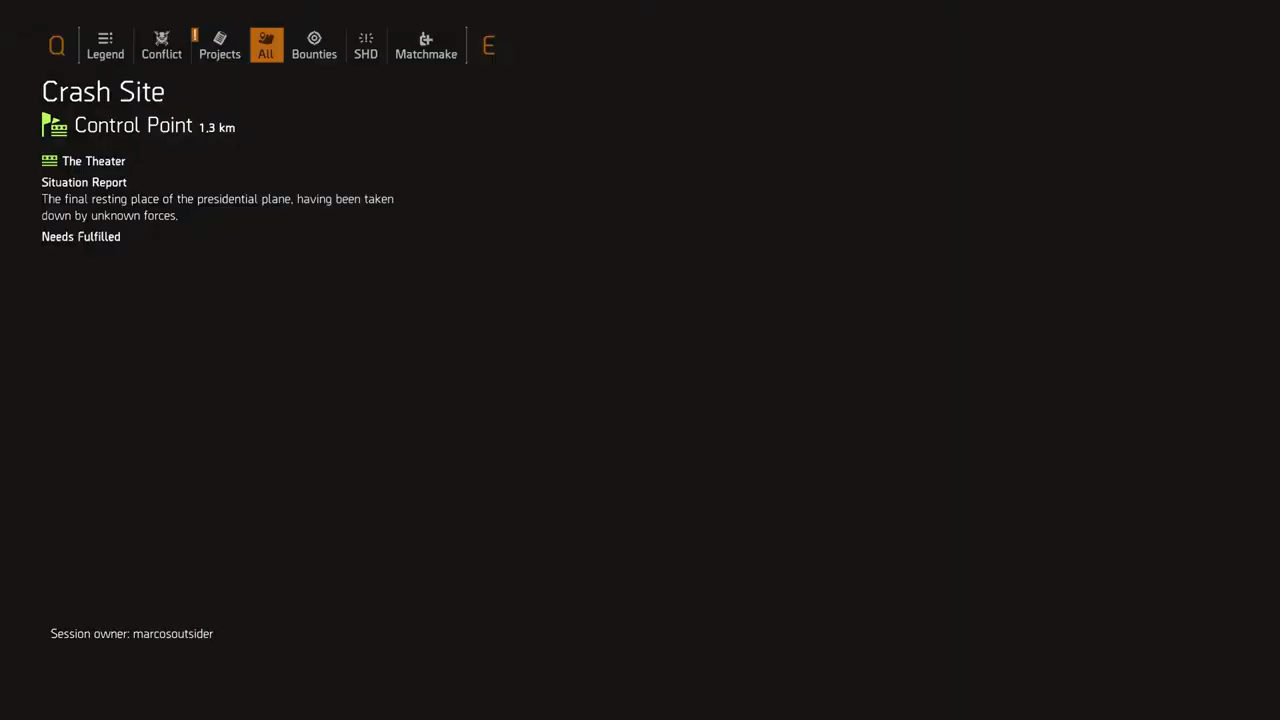 Q Legend Conflict ! Projects All Bounties SHD Matchmake E
Crash Site
Control Point 1.3 km
The Theater
Situation Report
The final resting place of the presidential plane, having been taken
down by unknown forces.
Needs Fulfilled
Session owner: marcosoutsider